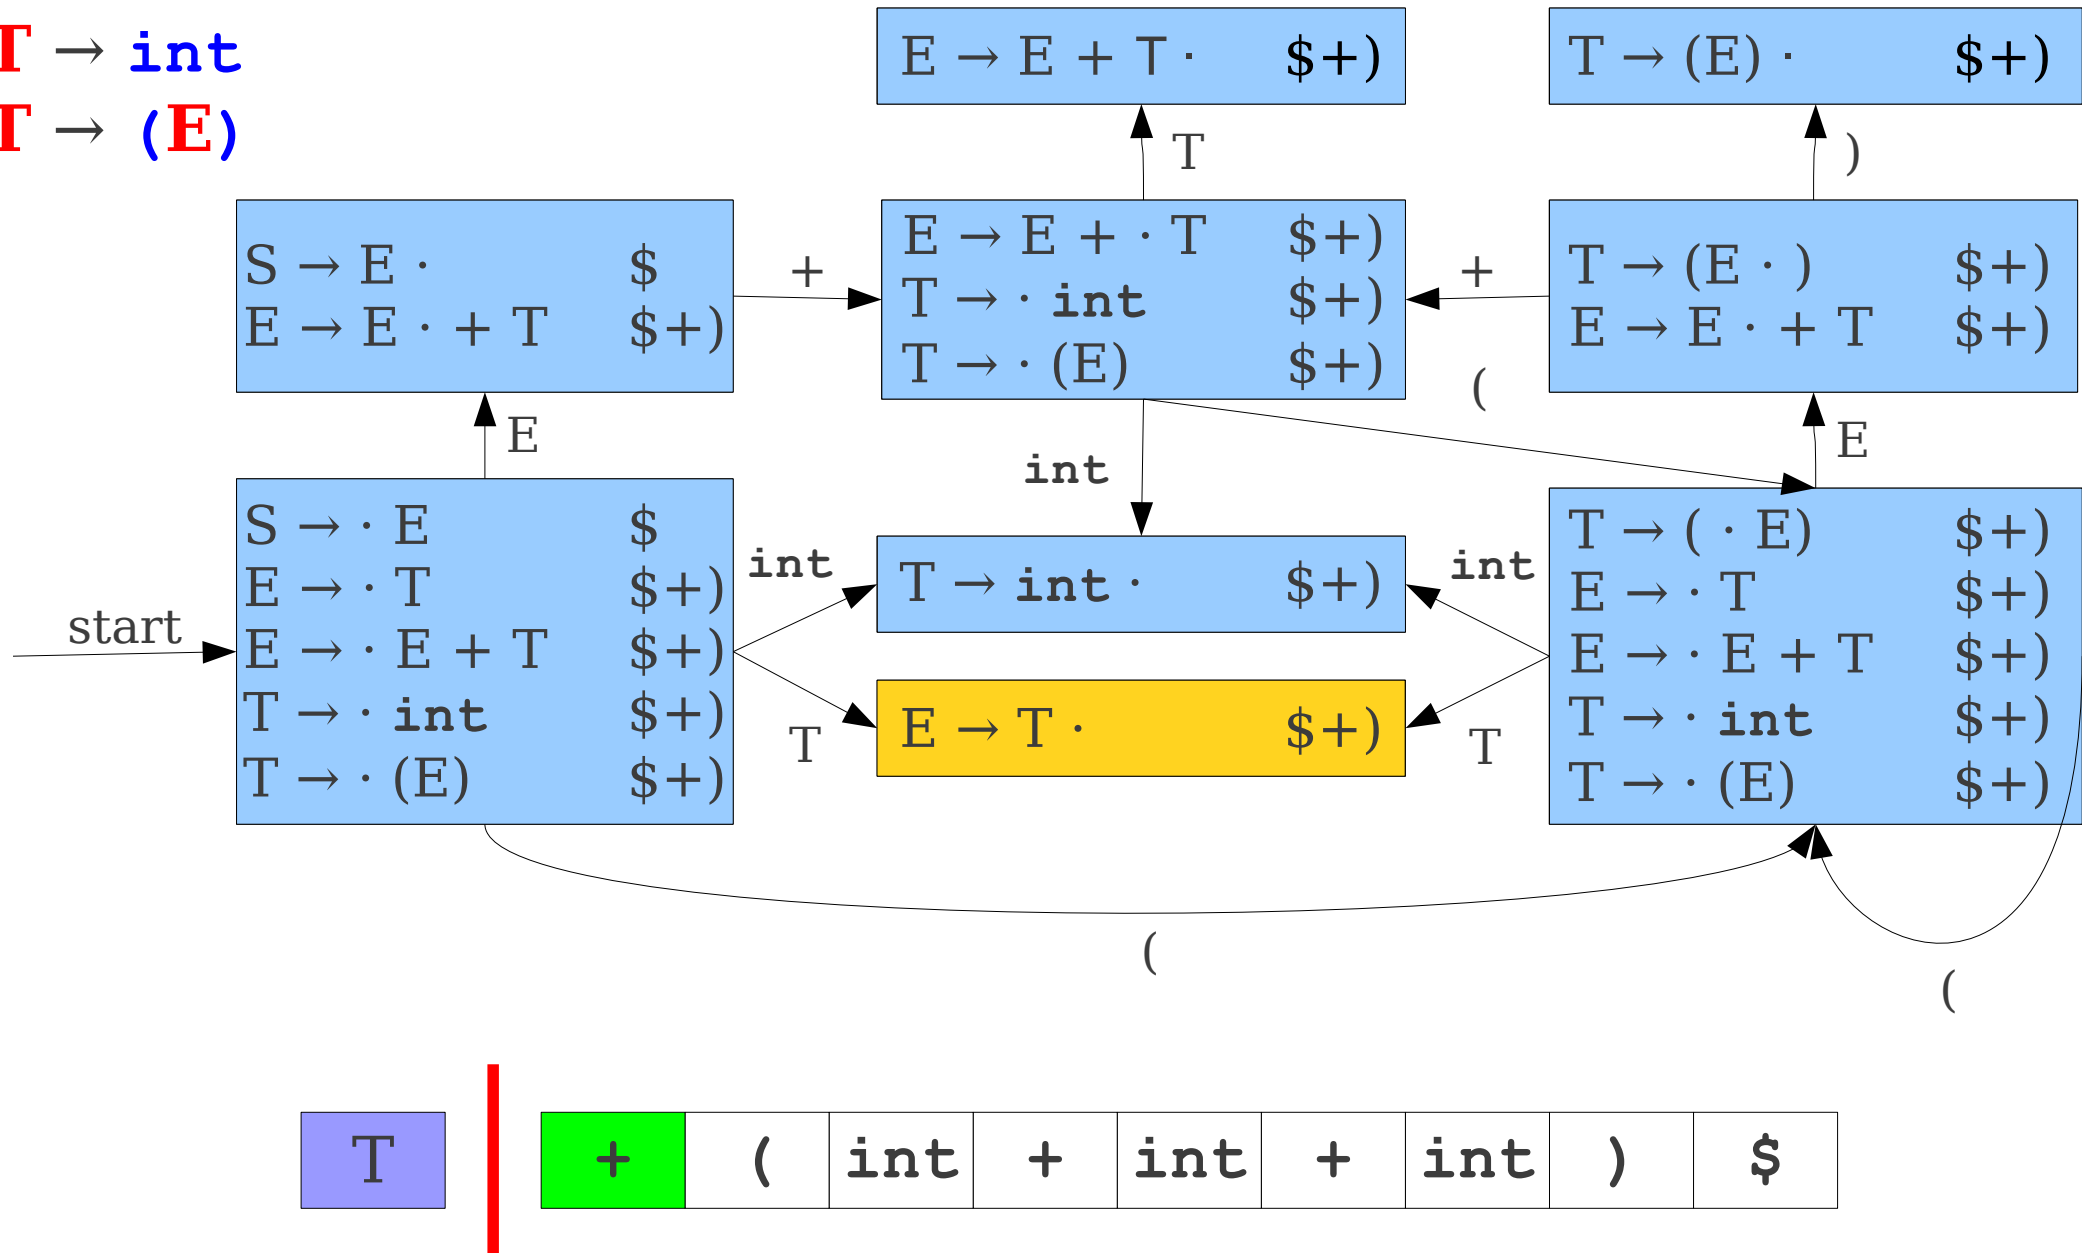 T → int
T → (E)
E → E + T · $+)
T → (E) · $+)
T
)
S → E · $
E → E · + T $+)
+
E → E + · T $+)
T → · int $+)
T → · (E) $+)
+
(
T → (E · ) $+)
E → E · + T $+)
E
int
E
start
S → · E $
E → · T $+)
E → · E + T $+)
T → · int $+)
T → · (E) $+)
int
T
T → int · $+)
E → T · $+)
int
T
T → ( · E) $+)
E → · T $+)
E → · E + T $+)
T → · int $+)
T → · (E) $+)
(
(
T + ( int + int + int ) $